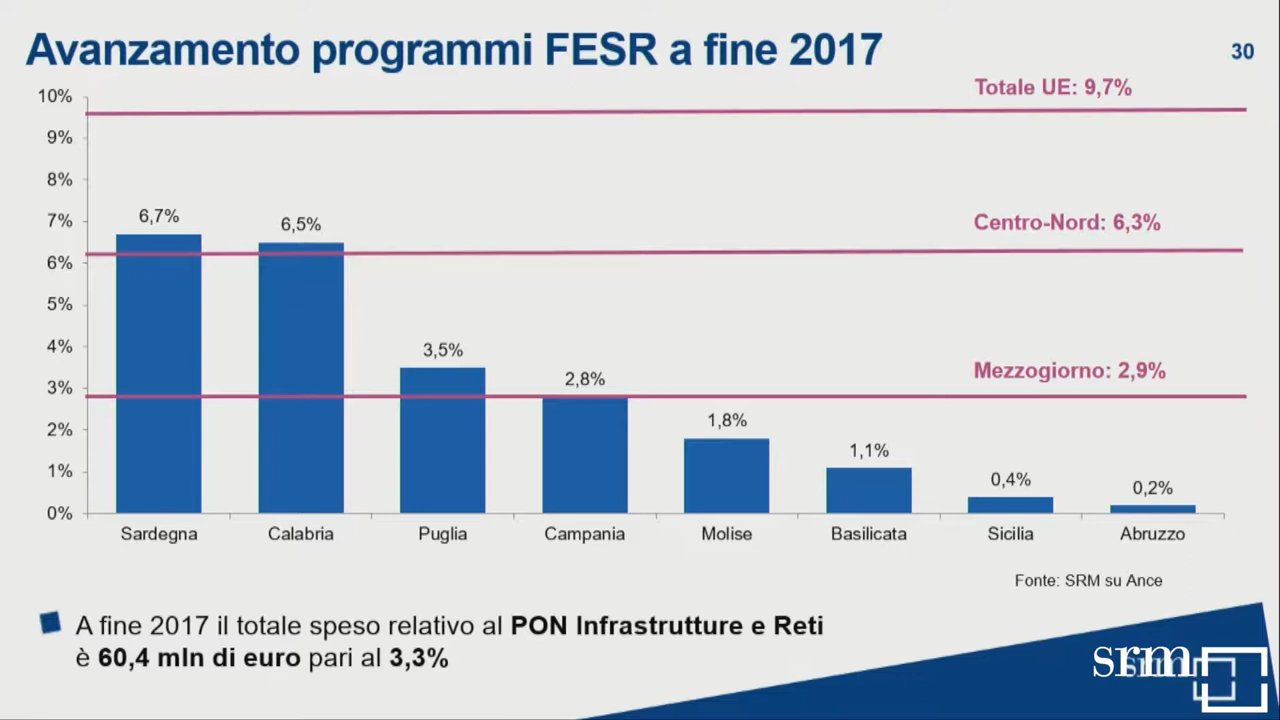 Avanzamento programmi FESR a fine 2017
30
Totale UE: 9,7%
10%
9%
8%
7%
6%
5%
4%
3%
2%
1%
0%
6,7%
6,5%
3,5%
2,8%
1,8%
1,1%
0,4%
0,2%
Centro-Nord: 6,3%
Mezzogiorno: 2,9%
Sardegna
Calabria
Puglia
Campania
Molise
Basilicata
Sicilia
Abruzzo
Fonte: SRM su Ance
A fine 2017 il totale speso relativo al PON Infrastrutture e Reti
è 60,4 mln di euro pari al 3,3%
srm
srm